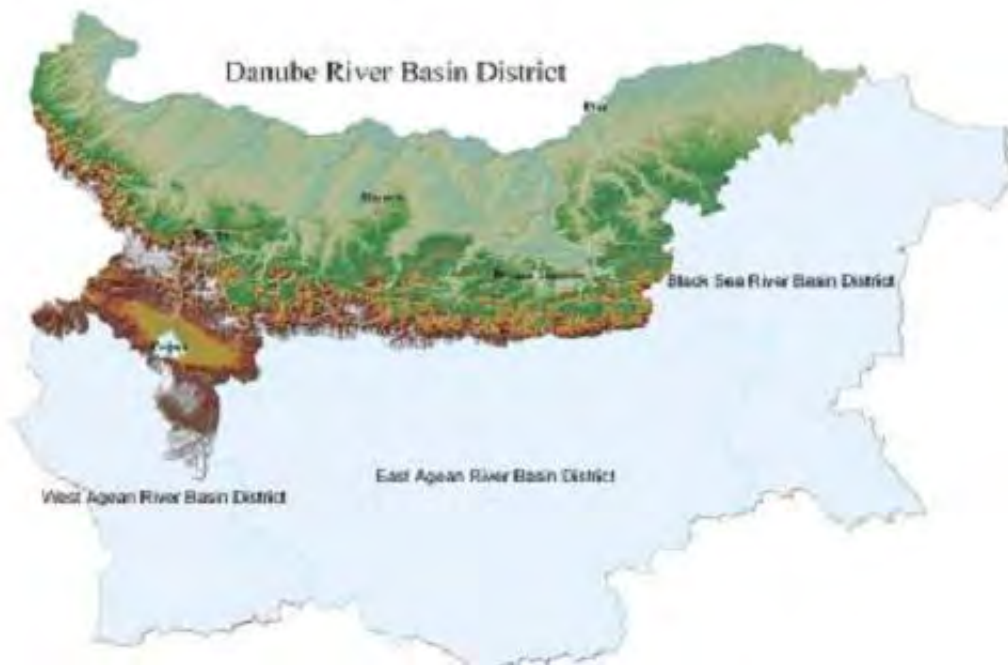 Danube River Basin District
Black Sea River Basin District
East Agean River Basin District
West Agean River Basin District